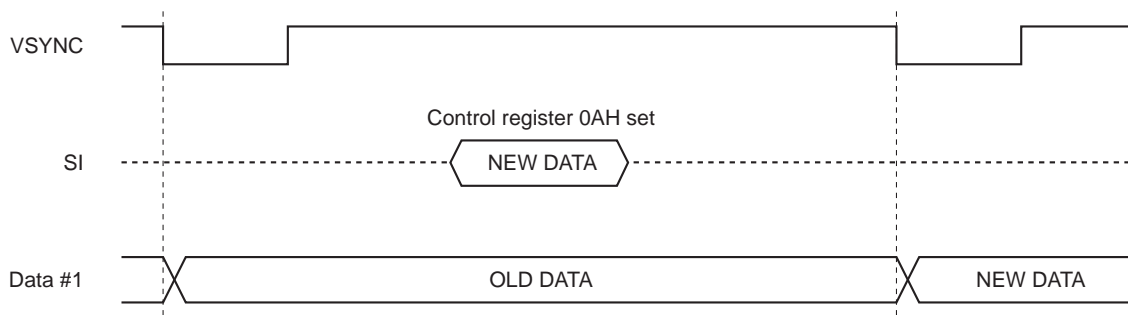 VSYNC
Control register 0AH set
SI
NEW DATA
Data #1
OLD DATA
NEW DATA